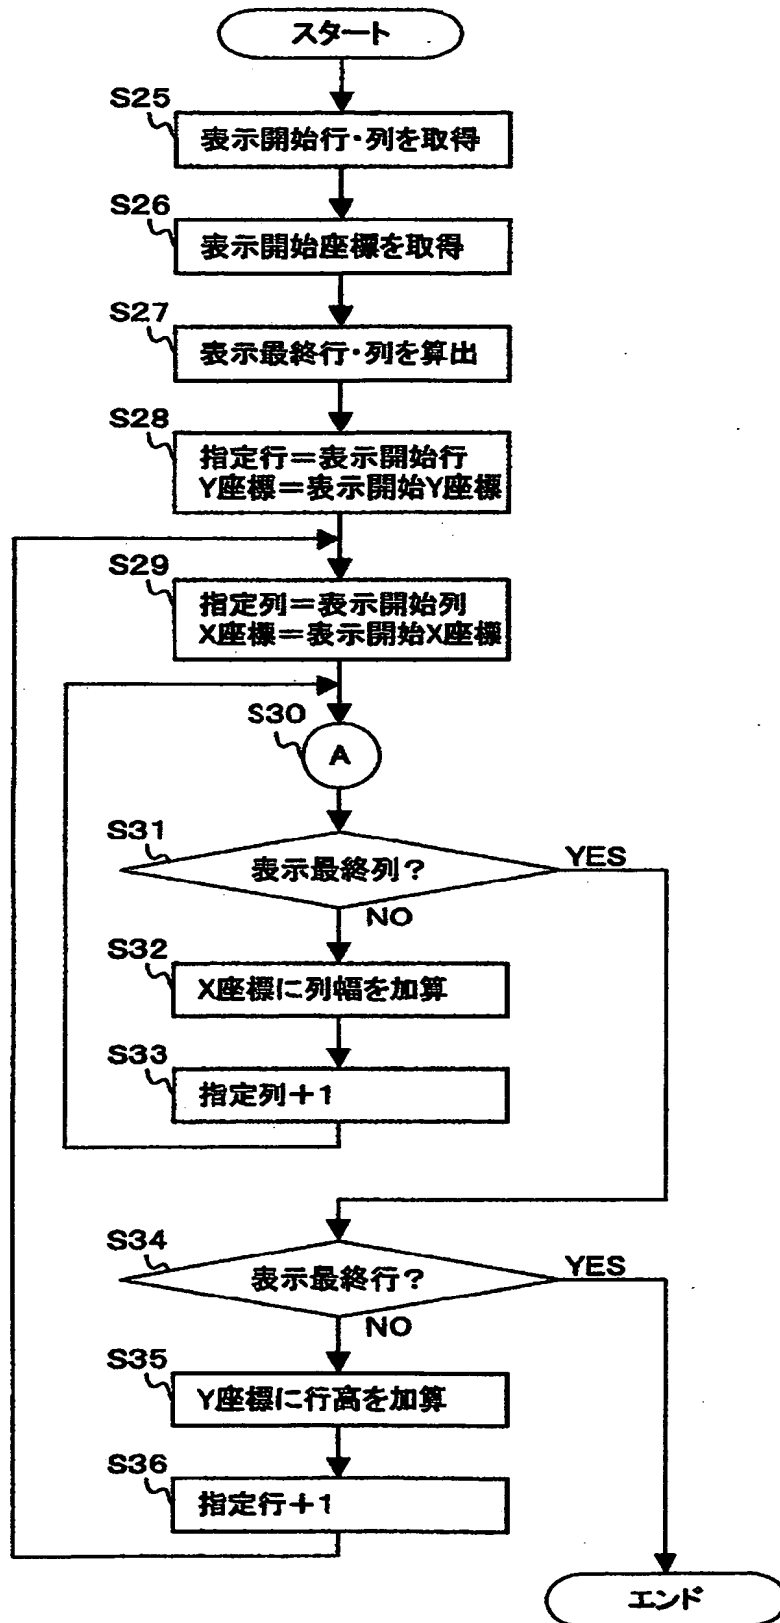 スタート
S25
表示開始行・列を取得
S26
表示開始座標を取得
S27
表示最終行・列を算出
S28
指定行＝表示開始行
Y座標＝表示開始Y座標
S29
指定列＝表示開始列
X座標＝表示開始X座標
S30
A
S31
表示最終列？
YES
NO
S32
X座標に列幅を加算
S33
指定列＋1
S34
表示最終行？
YES
NO
S35
Y座標に行高を加算
S36
指定行＋1
エンド